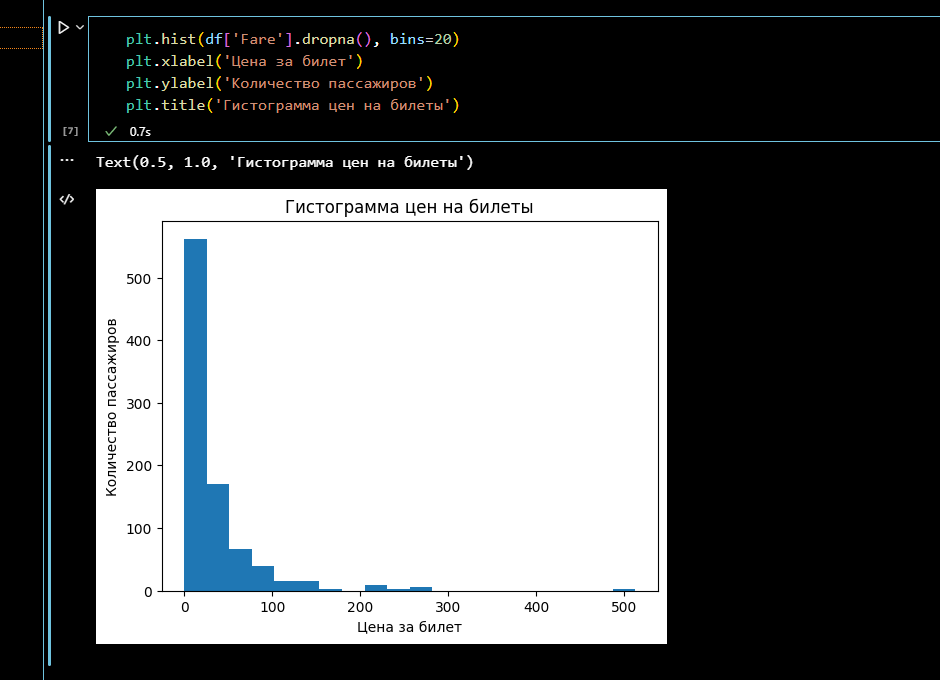 plt.hist(df['Fare'].dropna(), bins=20)
plt.xlabel('Цена за билет')
plt.ylabel('Количество пассажиров')
plt.title('Гистограмма цен на билеты')
[7]
0.7s
Text(0.5, 1.0, 'Гистограмма цен на билеты')
Гистограмма цен на билеты
Количество пассажиров
500
400
300
200
100
0
0 100 200 300 400 500
Цена за билет